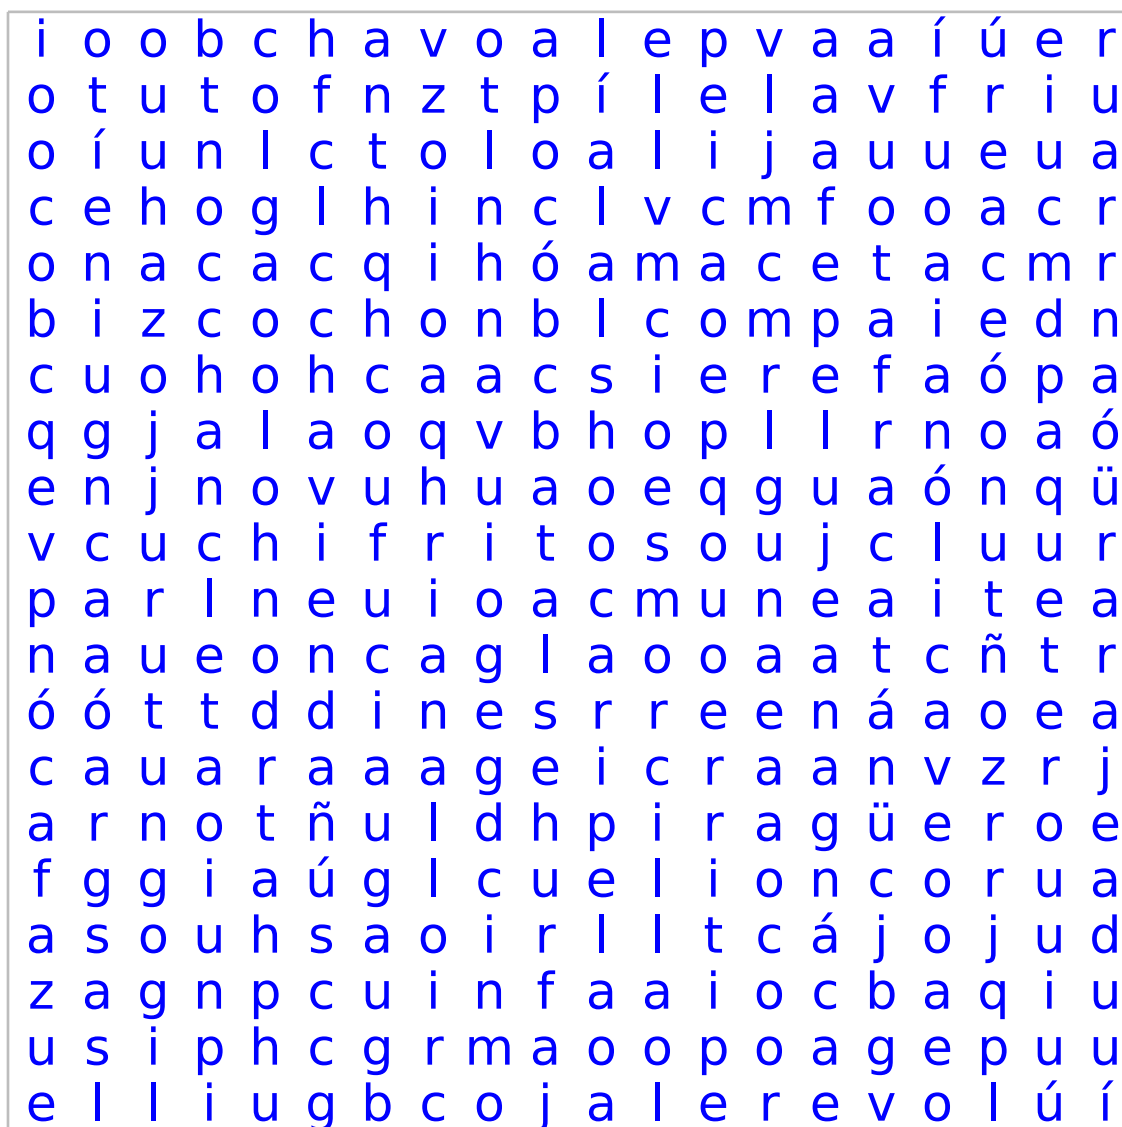 i o o b c h a v o a l e p v a a í ú e r
o t u t o f n z t p í l e l a v f r i u
o í u n l c t o l o a l i j a u u e u a
c e h o g l h i n c l v c m f o o a c r
o n a c a c q i h ó a m a c e t a c m r
b i z c o c h o n b l c o m p a i e d n
c u o h o h c a a c s i e r e f a ó p a
q g j a l a o q v b h o p l l r n o a ó
e n j n o v u h u a o e q g u a ó n q ü
v c u c h i f r i t o s o u j c l u u r
p a r l n e u i o a c m u n e a i t e a
n a u e o n c a g l a o o a a t c ñ t r
ó ó t t d d i n e s r r e e n á a o e a
c a u a r a a a g e i c r a a n v z r j
a r n o t ñ u l d h p i r a g ü e r o e
f g g i a ú g l c u e l i o n c o r u a
a s o u h s a o i r l l t c á j o j u d
z a g n p c u i n f a a i o c b a q i u
u s i p h c g r m a o o p o a g e p u u
e l l i u g b c o j a l e r e v o l ú í